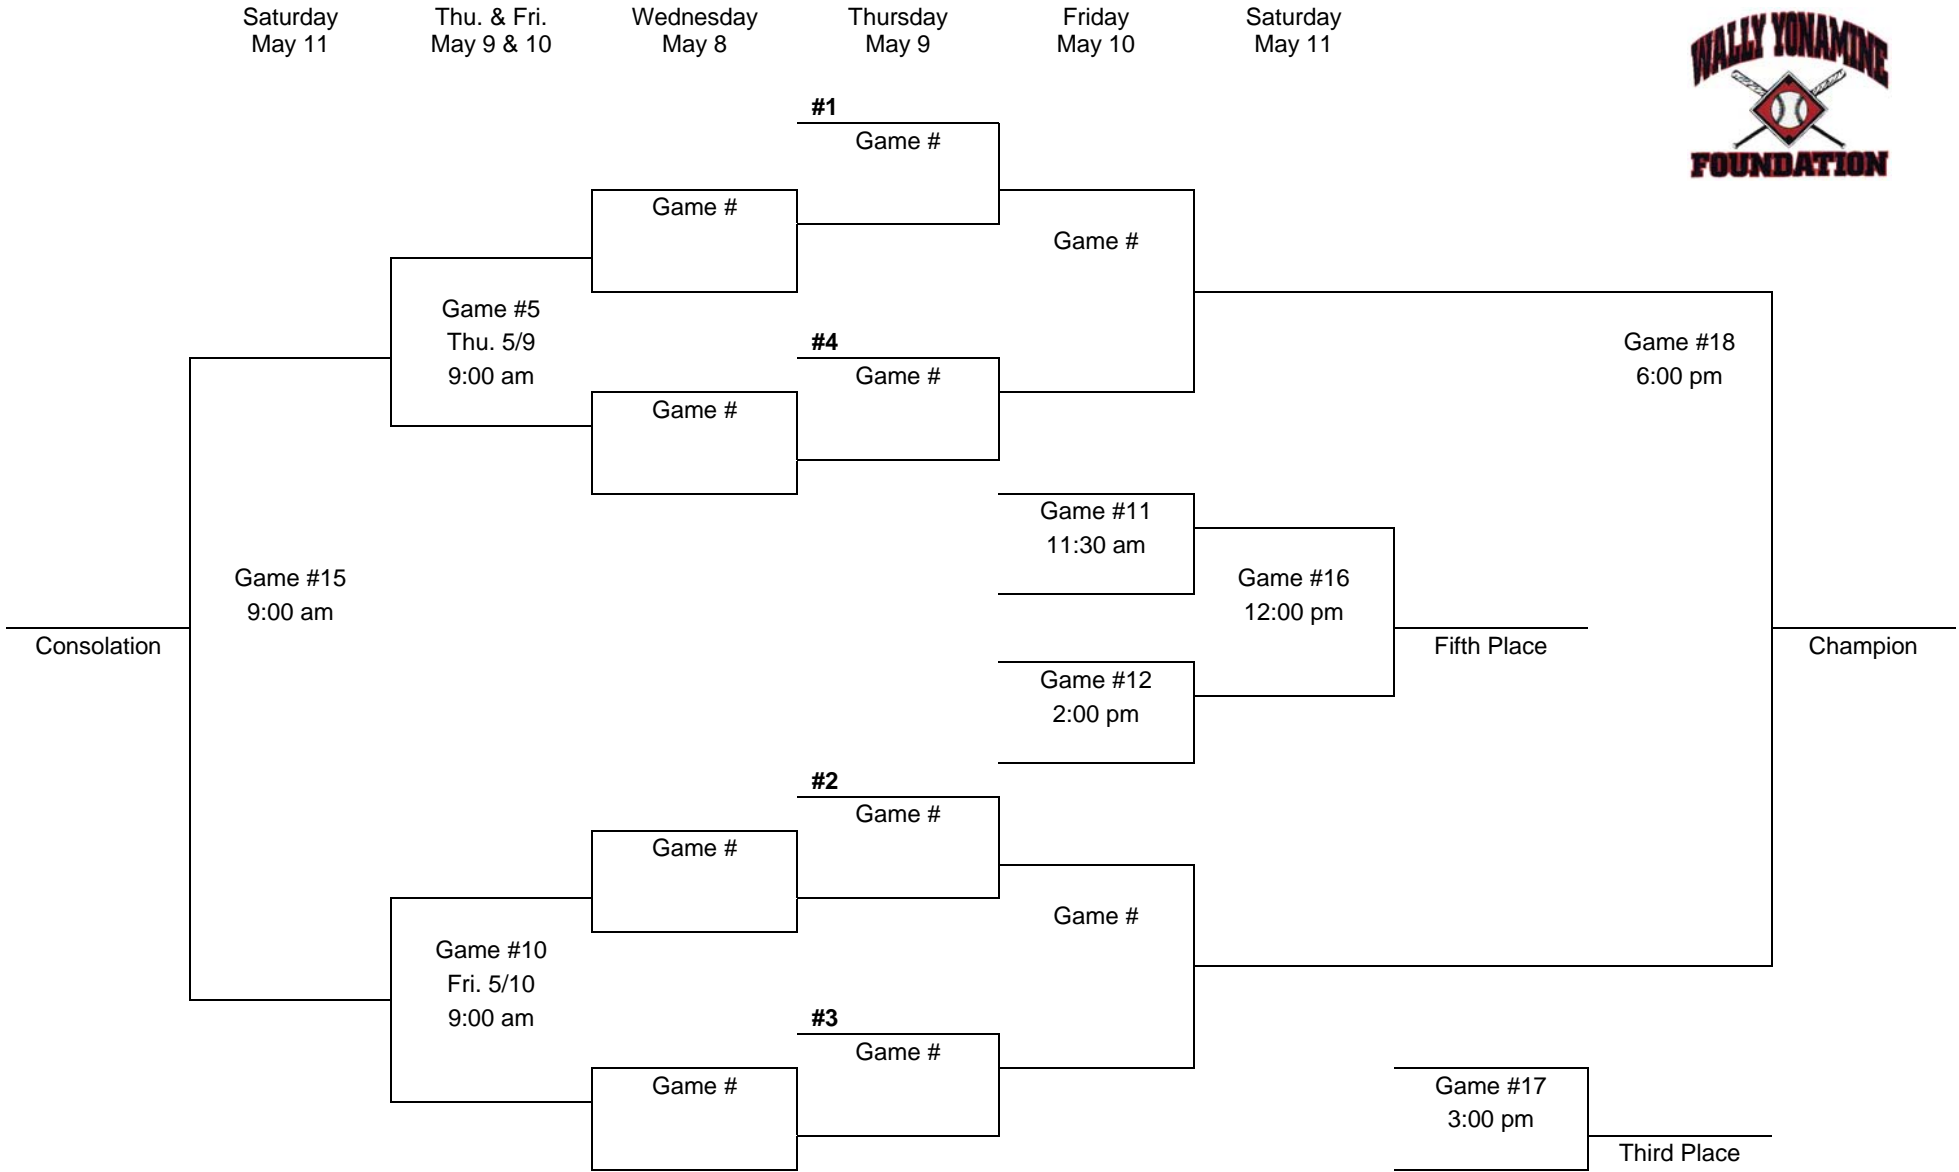 Saturday
May 11
Thu. & Fri.
May 9 & 10
Wednesday
May 8
Thursday
May 9
Friday
May 10
Saturday
May 11
WALLY YONAMINE
FOUNDATION
#1
Game #
Game #
Game #
Game #5
Thu. 5/9
9:00 am
#4
Game #
Game #
Game #18
6:00 pm
Game #11
11:30 am
Game #15
9:00 am
Game #16
12:00 pm
Consolation
Fifth Place
Champion
Game #12
2:00 pm
#2
Game #
Game #
Game #
Game #10
Fri. 5/10
9:00 am
#3
Game #
Game #
Game #17
3:00 pm
Third Place